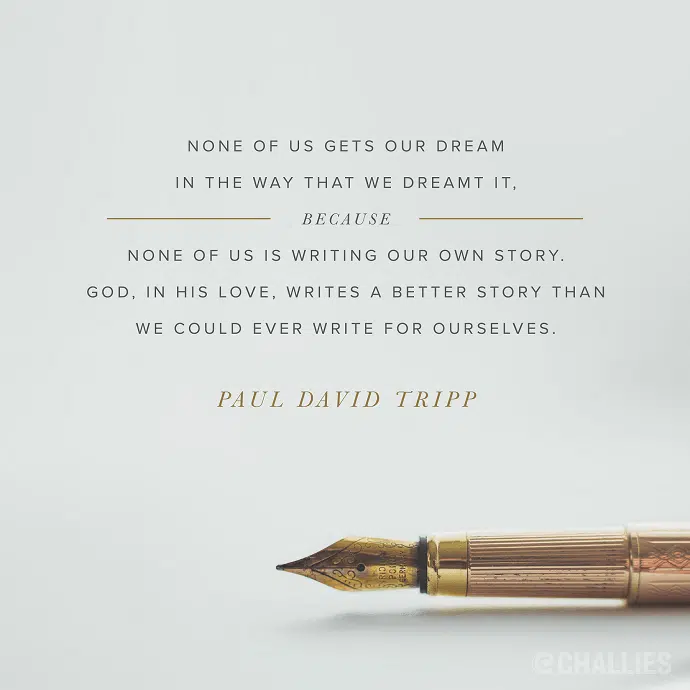 NONE OF US GETS OUR DREAM
IN THE WAY THAT WE DREAMT IT,
BECAUSE
NONE OF US IS WRITING OUR OWN STORY.
GOD, IN HIS LOVE, WRITES A BETTER STORY THAN
WE COULD EVER WRITE FOR OURSELVES.
PAUL DAVID TRIPP
@CHALLIES